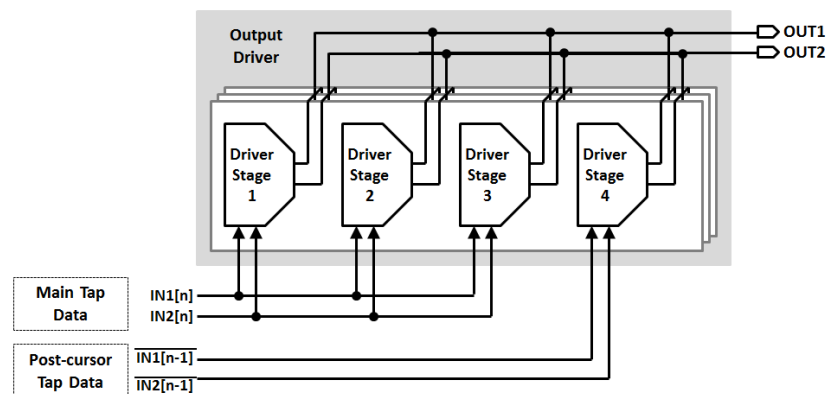 Output
Driver
OUT1
OUT2
Driver
Stage
1
Driver
Stage
2
Driver
Stage
3
Driver
Stage
4
Main Tap
Data
IN1[n]
IN2[n]
Post-cursor
Tap Data
IN1[n-1]
IN2[n-1]